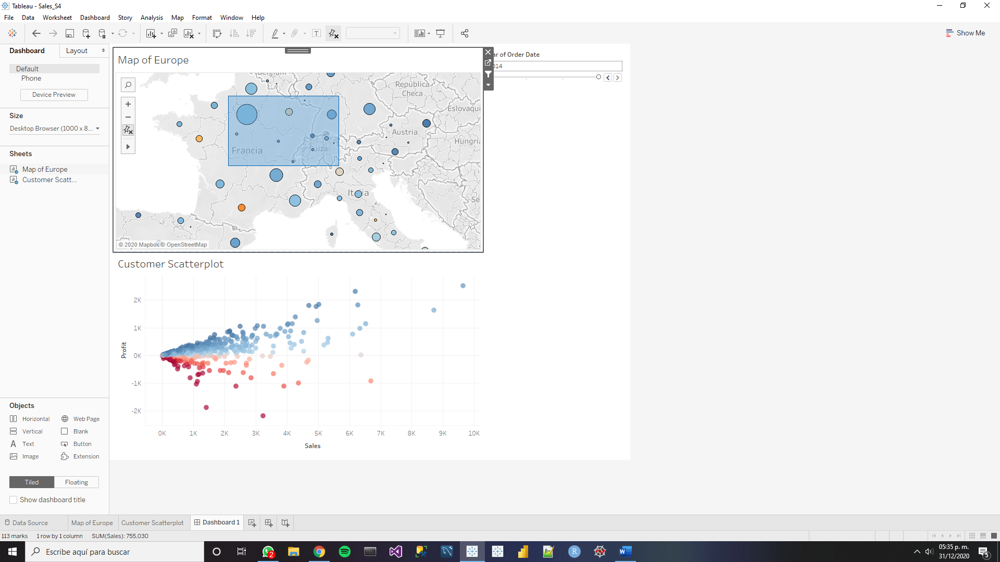 Tableau - Sales_S4
File Data Worksheet Dashboard Story Analysis Map Format Window Help
Show Me
Dashboard
Layout
Default
Phone
Device Preview
Size
Desktop Browser (1000 x 8...
Sheets
Map of Europe
Customer Scatt...
Objects
Horizontal Web Page
Vertical Blank
Text Button
Image Extension
Tiled Floating
Show dashboard title
Map of Europe
República
Checa
Eslovaqui
Austria
Hungría
Francia
Suiza
Italia
Se
© 2020 Mapbox © OpenStreetMap
ar of Order Date
014
Customer Scatterplot
Profit
2K
1K
0K
-1K
-2K
0K 1K 2K 3K 4K 5K 6K 7K 8K 9K 10K
Sales
Data Source Map of Europe Customer Scatterplot Dashboard 1
113 marks 1 row by 1 column SUM(Sales): 755,030
Escribe aquí para buscar
2
R
05:35 p. m.
31/12/2020
5